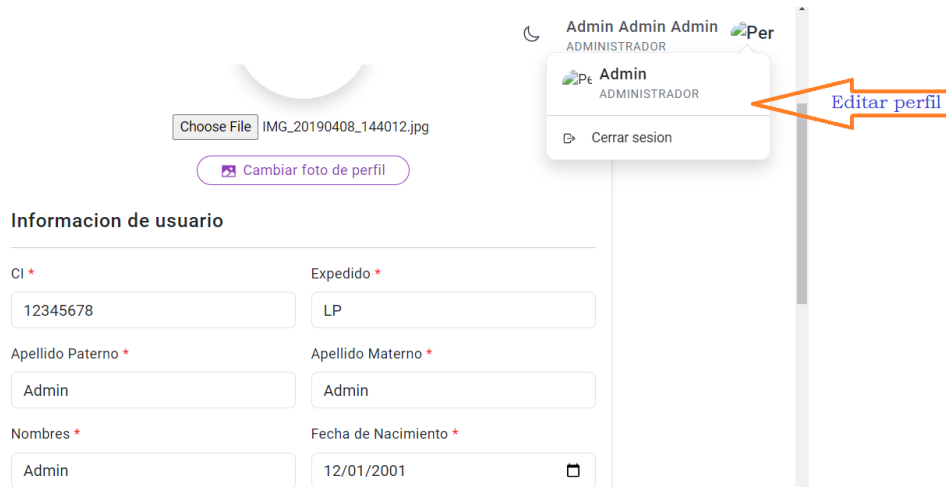 Admin Admin Admin
ADMINISTRADOR
Per
Pe
Admin
ADMINISTRADOR
Editar perfil
Cerrar sesion
Choose File IMG_20190408_144012.jpg
Cambiar foto de perfil
Informacion de usuario
CI * Expedido *
12345678 LP
Apellido Paterno * Apellido Materno *
Admin Admin
Nombres * Fecha de Nacimiento *
Admin 12/01/2001